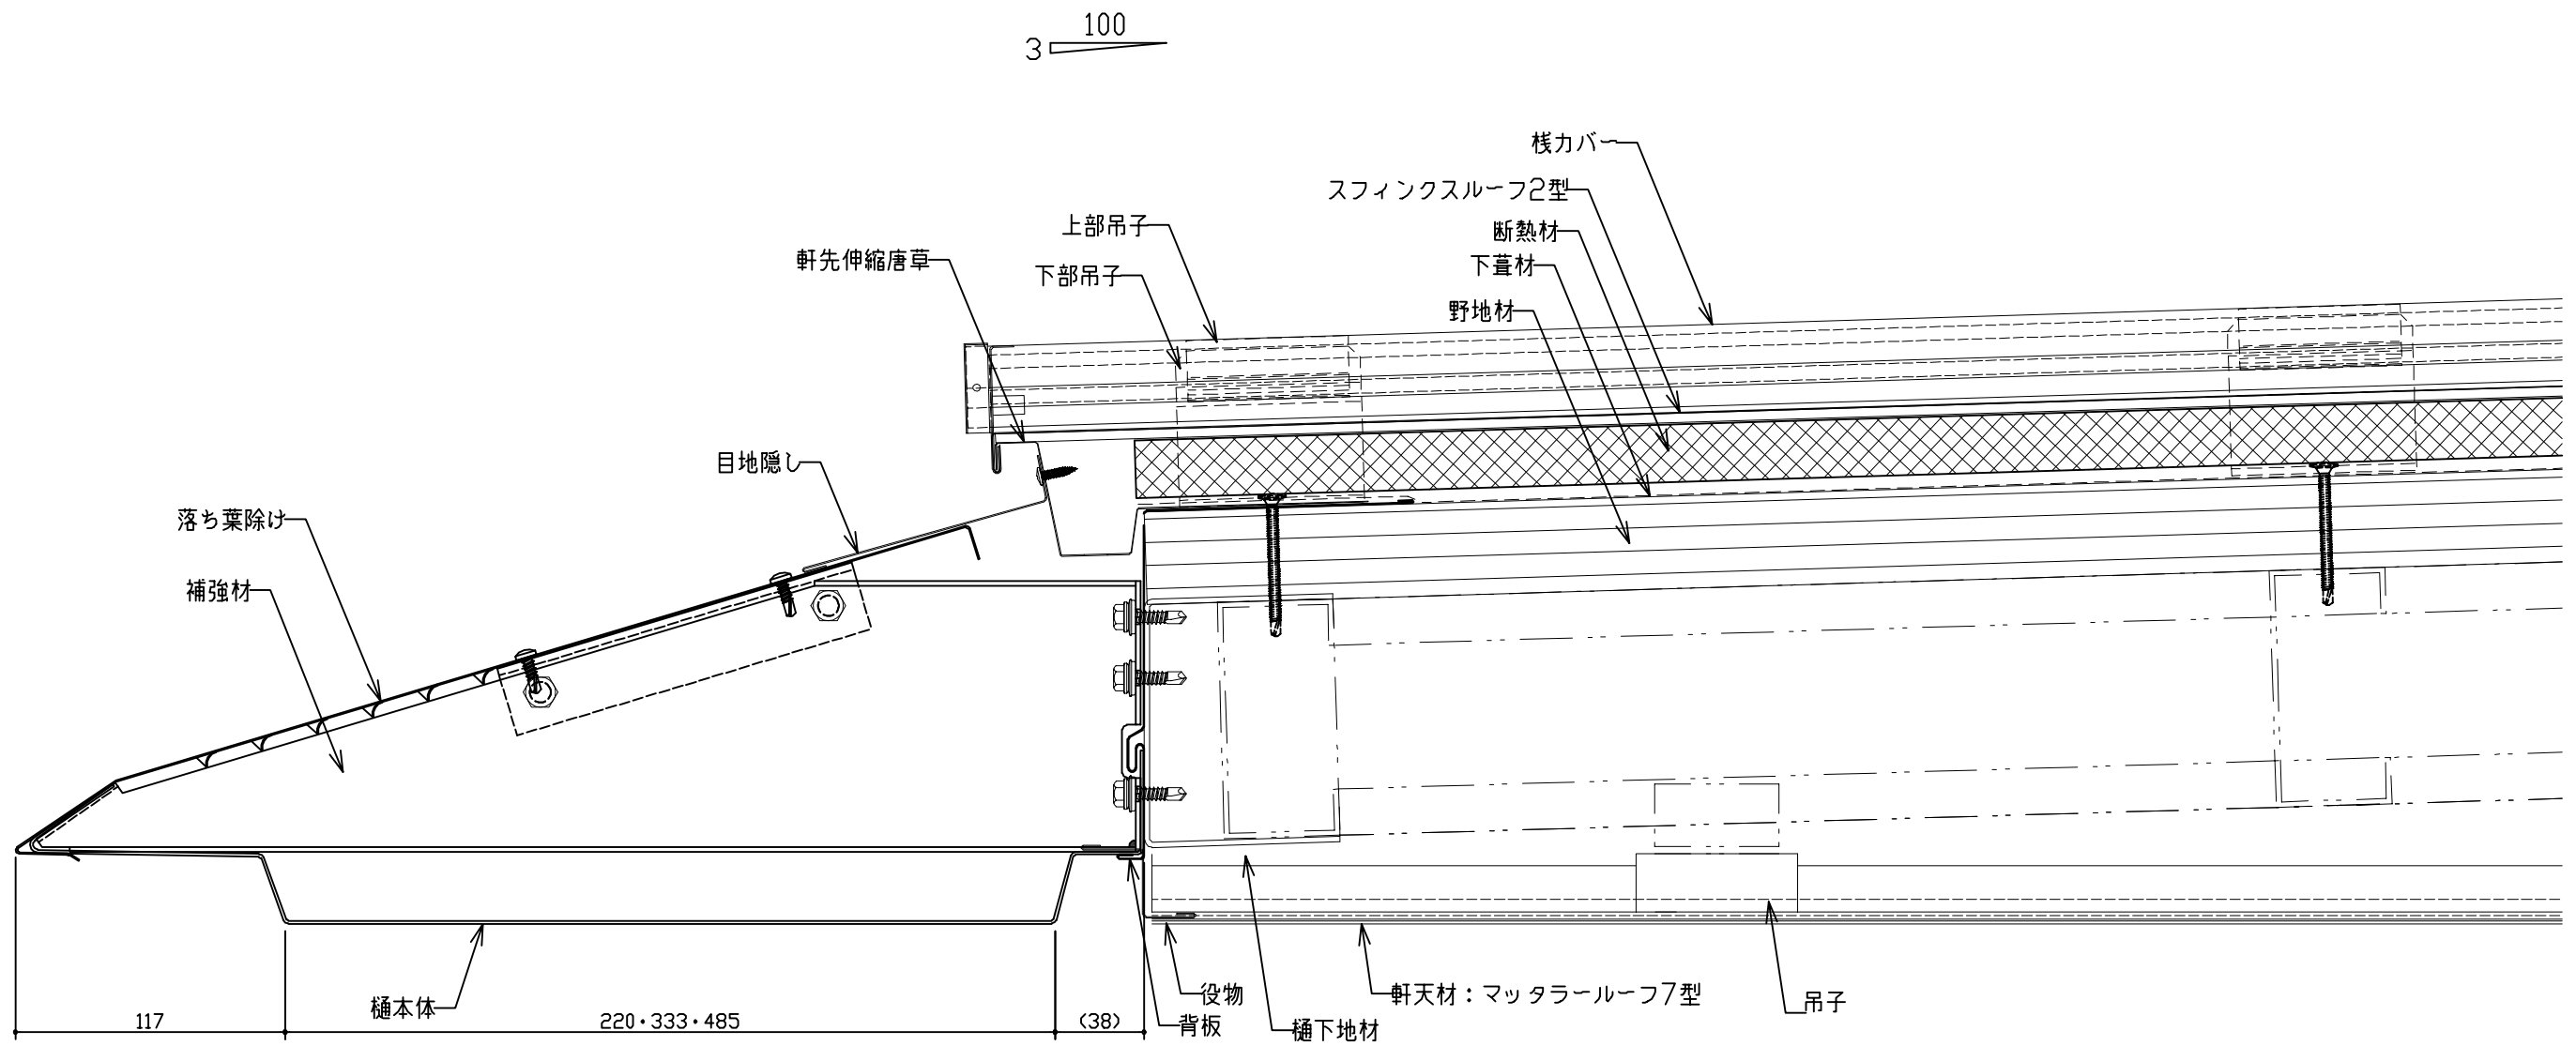 100
3
桟カバー
スフィンクスルーフ2型
上部吊子
断熱材
軒先伸縮唐草
下部吊子
下葺材
野地材
目地隠し
落ち葉除け
補強材
樋本体
役物
軒天材：マッタラールーフ7型
吊子
117
220・333・485
(38)
背板
樋下地材